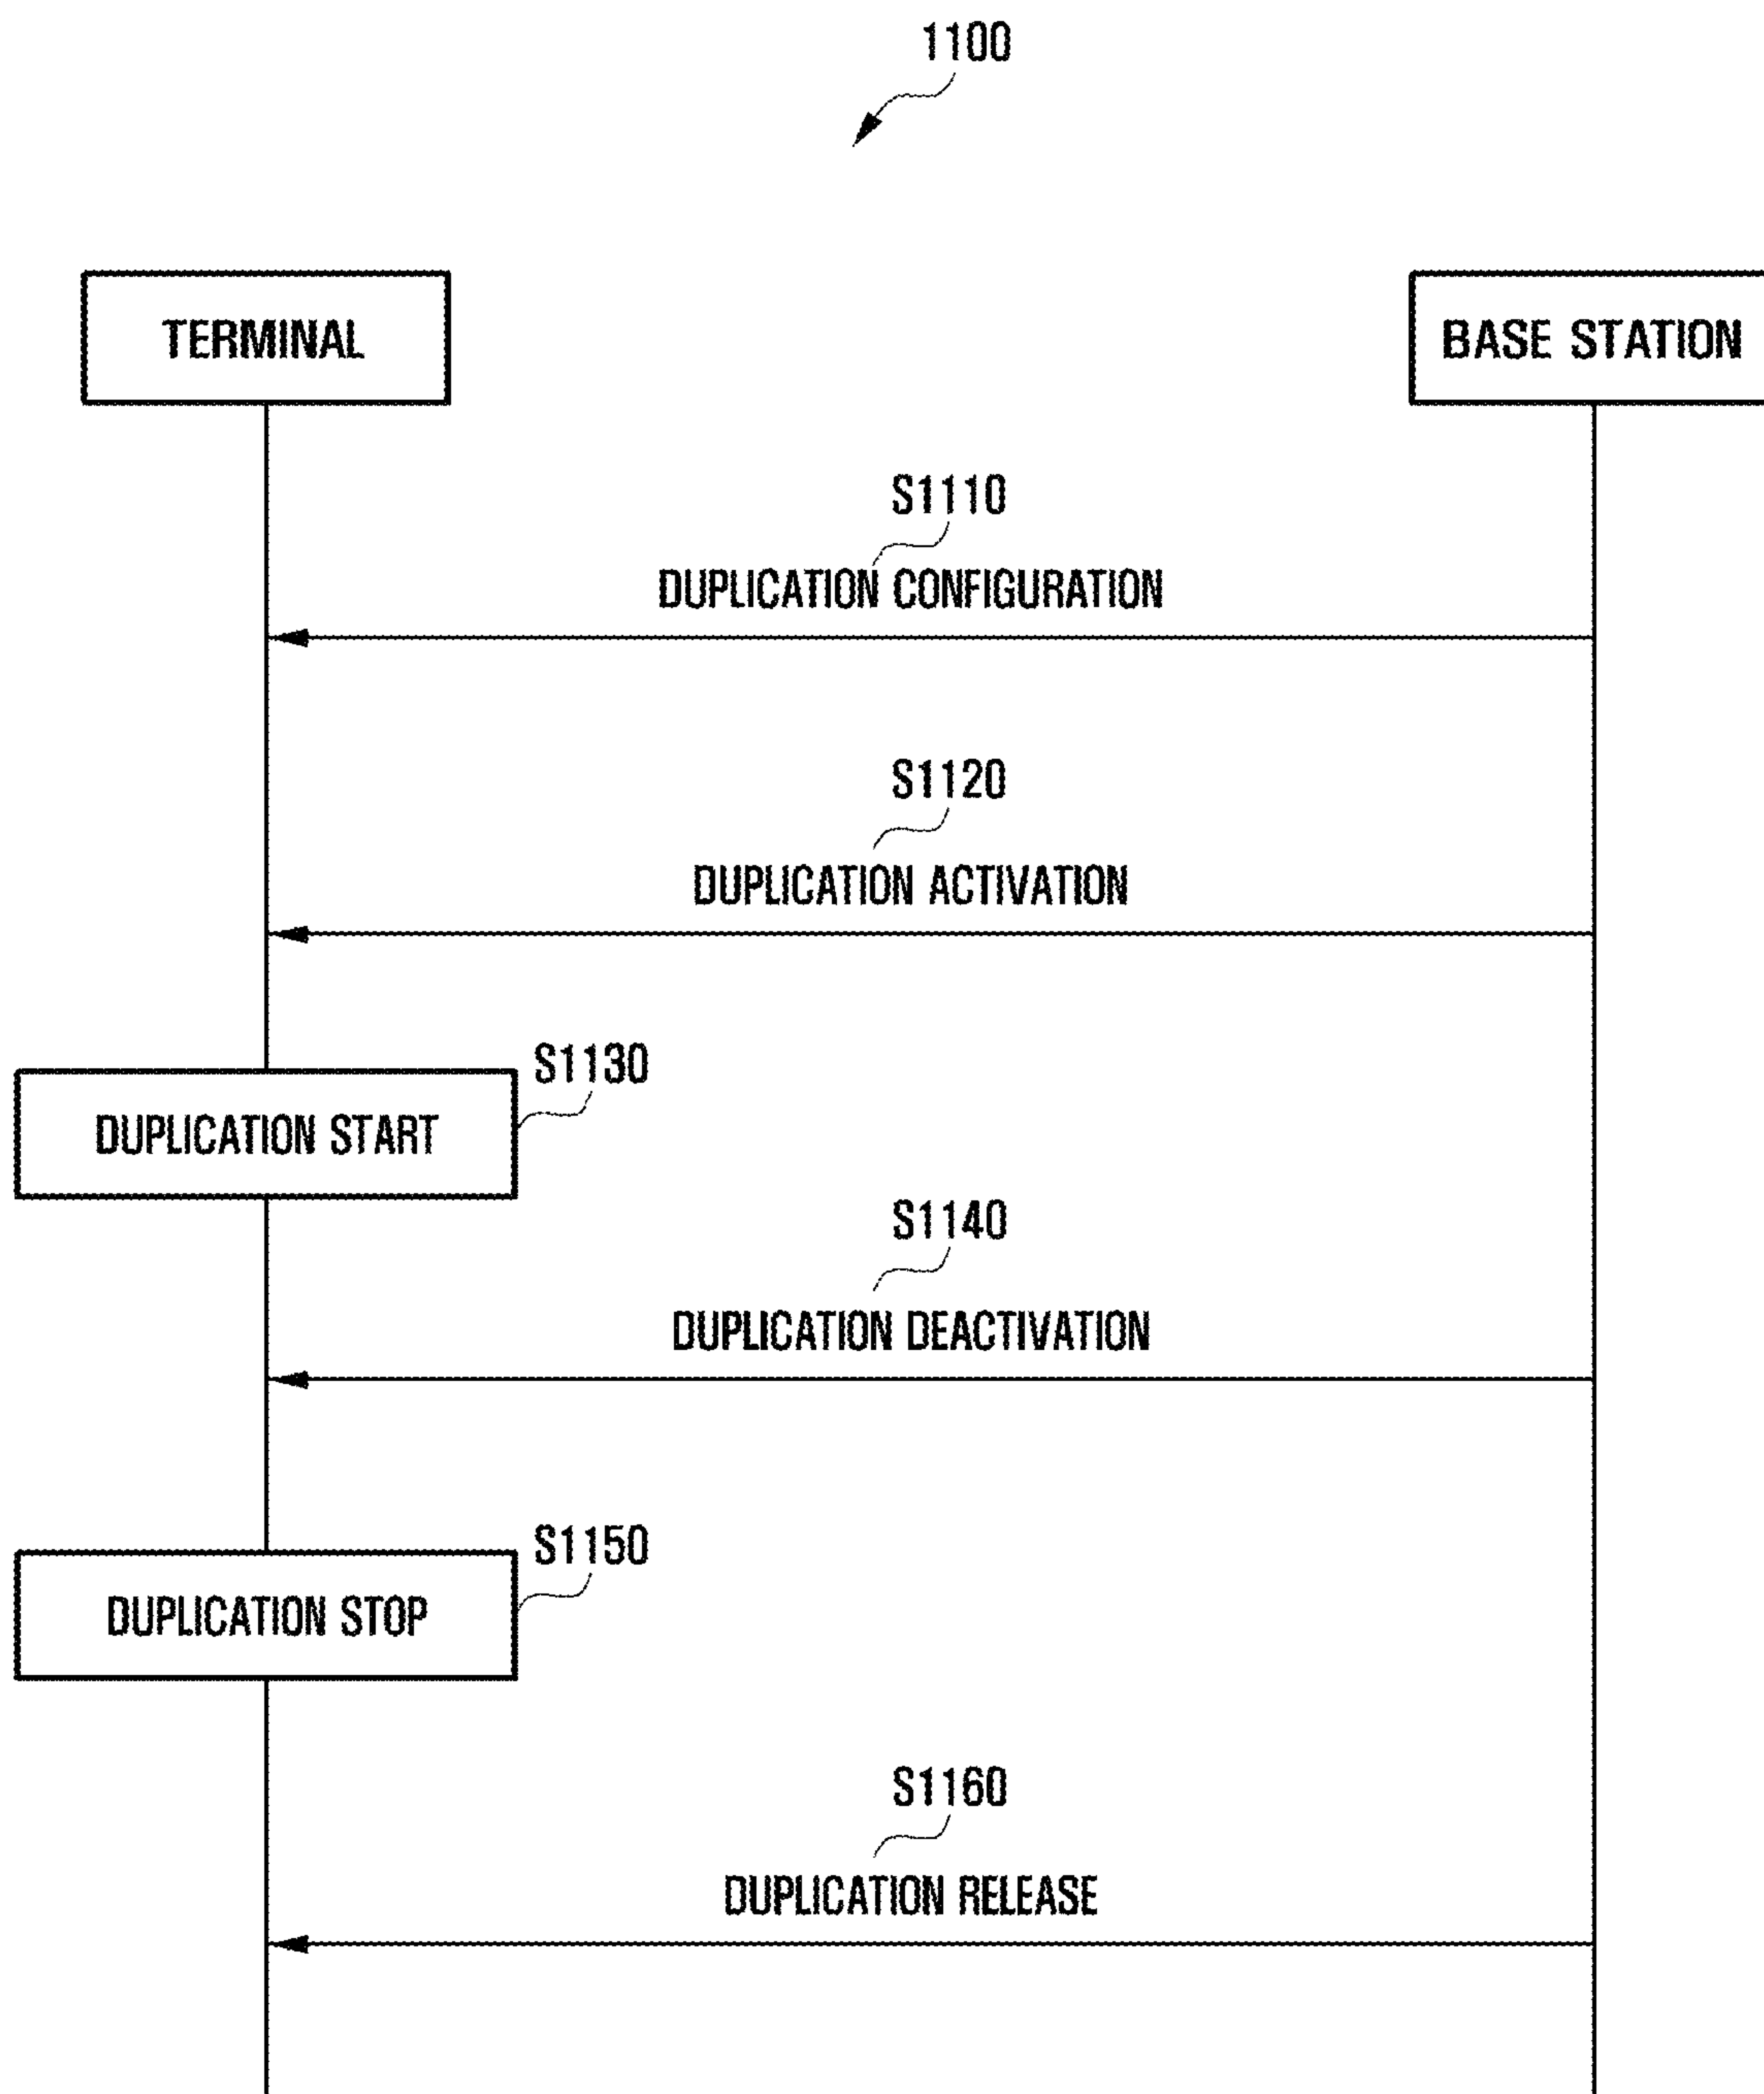 1100
TERMINAL
BASE STATION
S1110
DUPLICATION CONFIGURATION
S1120
DUPLICATION ACTIVATION
S1130
DUPLICATION START
S1140
DUPLICATION DEACTIVATION
S1150
DUPLICATION STOP
S1160
DUPLICATION RELEASE